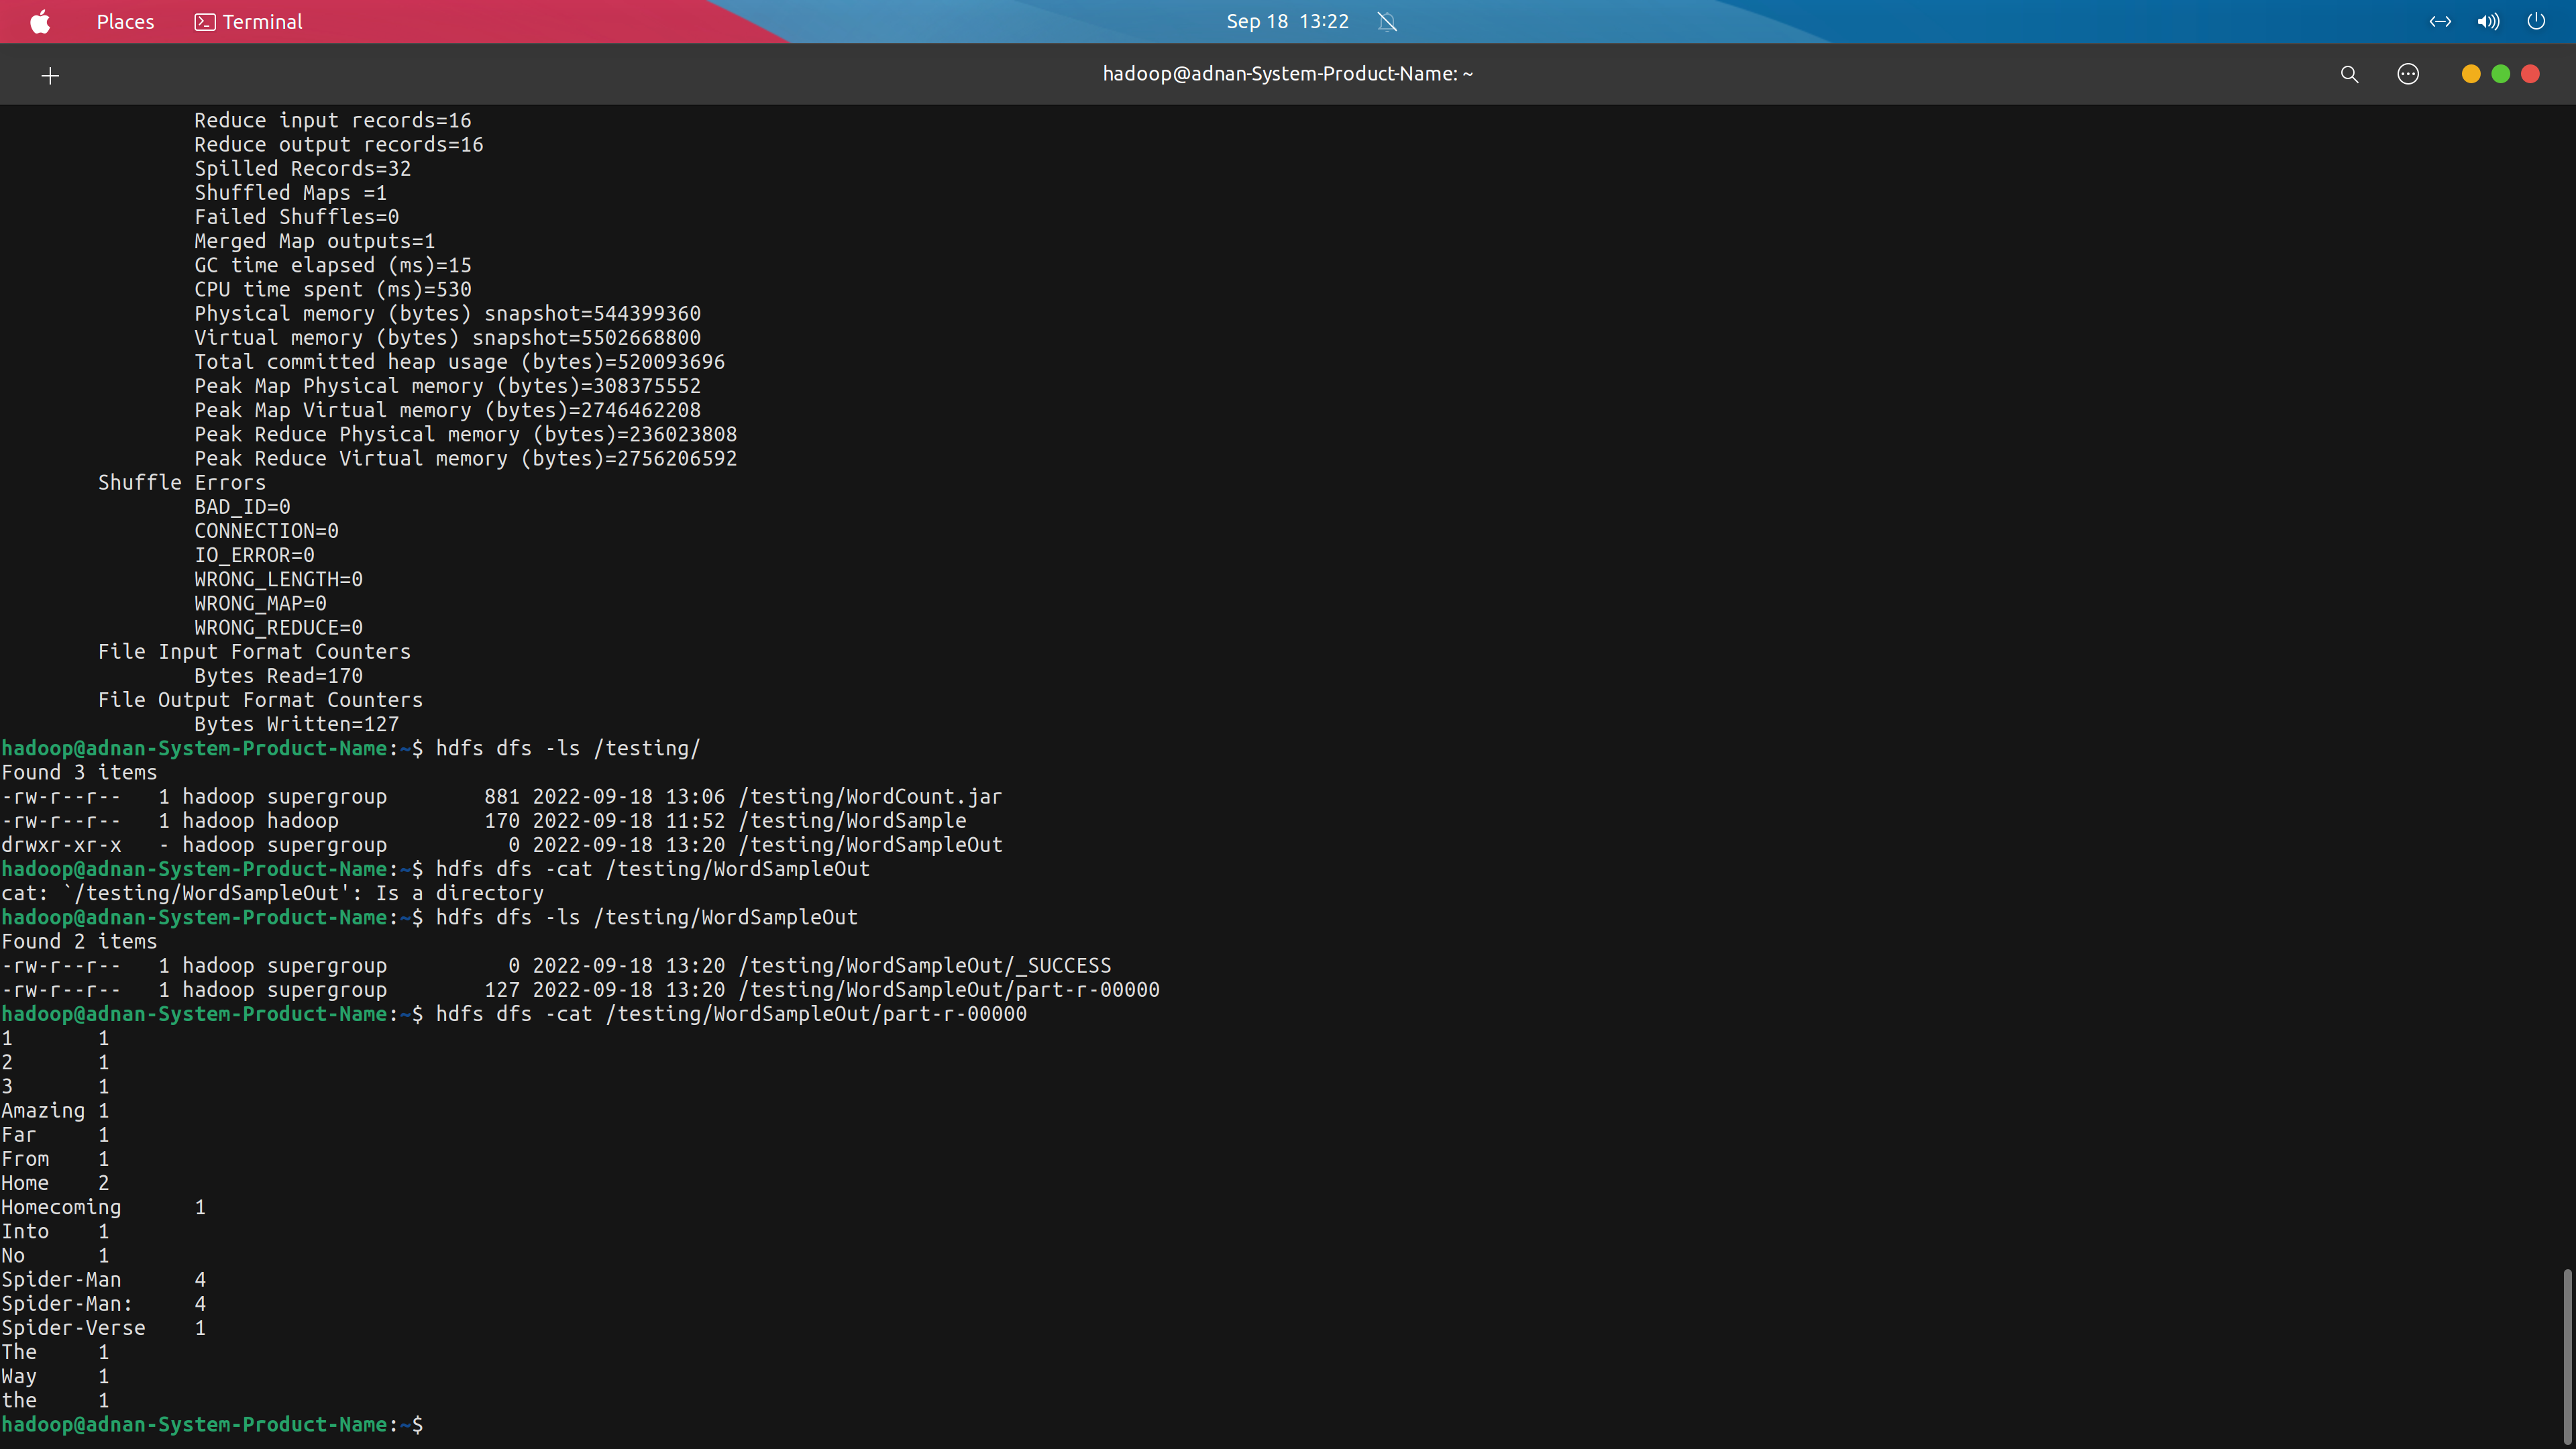 Places Terminal Sep 18 13:22
hadoop@adnan-System-Product-Name: ~
Reduce input records=16
Reduce output records=16
Spilled Records=32
Shuffled Maps =1
Failed Shuffles=0
Merged Map outputs=1
GC time elapsed (ms)=15
CPU time spent (ms)=530
Physical memory (bytes) snapshot=544399360
Virtual memory (bytes) snapshot=5502668800
Total committed heap usage (bytes)=520093696
Peak Map Physical memory (bytes)=308375552
Peak Map Virtual memory (bytes)=2746462208
Peak Reduce Physical memory (bytes)=236023808
Peak Reduce Virtual memory (bytes)=2756206592
Shuffle Errors
BAD_ID=0
CONNECTION=0
IO_ERROR=0
WRONG_LENGTH=0
WRONG_MAP=0
WRONG_REDUCE=0
File Input Format Counters
Bytes Read=170
File Output Format Counters
Bytes Written=127
hadoop@adnan-System-Product-Name:~$ hdfs dfs -ls /testing/
Found 3 items
-rw-r--r--   1 hadoop supergroup        881 2022-09-18 13:06 /testing/WordCount.jar
-rw-r--r--   1 hadoop hadoop            170 2022-09-18 11:52 /testing/WordSample
drwxr-xr-x   - hadoop supergroup          0 2022-09-18 13:20 /testing/WordSampleOut
hadoop@adnan-System-Product-Name:~$ hdfs dfs -cat /testing/WordSampleOut
cat: `/testing/WordSampleOut': Is a directory
hadoop@adnan-System-Product-Name:~$ hdfs dfs -ls /testing/WordSampleOut
Found 2 items
-rw-r--r--   1 hadoop supergroup          0 2022-09-18 13:20 /testing/WordSampleOut/_SUCCESS
-rw-r--r--   1 hadoop supergroup        127 2022-09-18 13:20 /testing/WordSampleOut/part-r-00000
hadoop@adnan-System-Product-Name:~$ hdfs dfs -cat /testing/WordSampleOut/part-r-00000
1       1
2       1
3       1
Amazing 1
Far     1
From    1
Home    2
Homecoming      1
Into    1
No      1
Spider-Man      4
Spider-Man:     4
Spider-Verse    1
The     1
Way     1
the     1
hadoop@adnan-System-Product-Name:~$